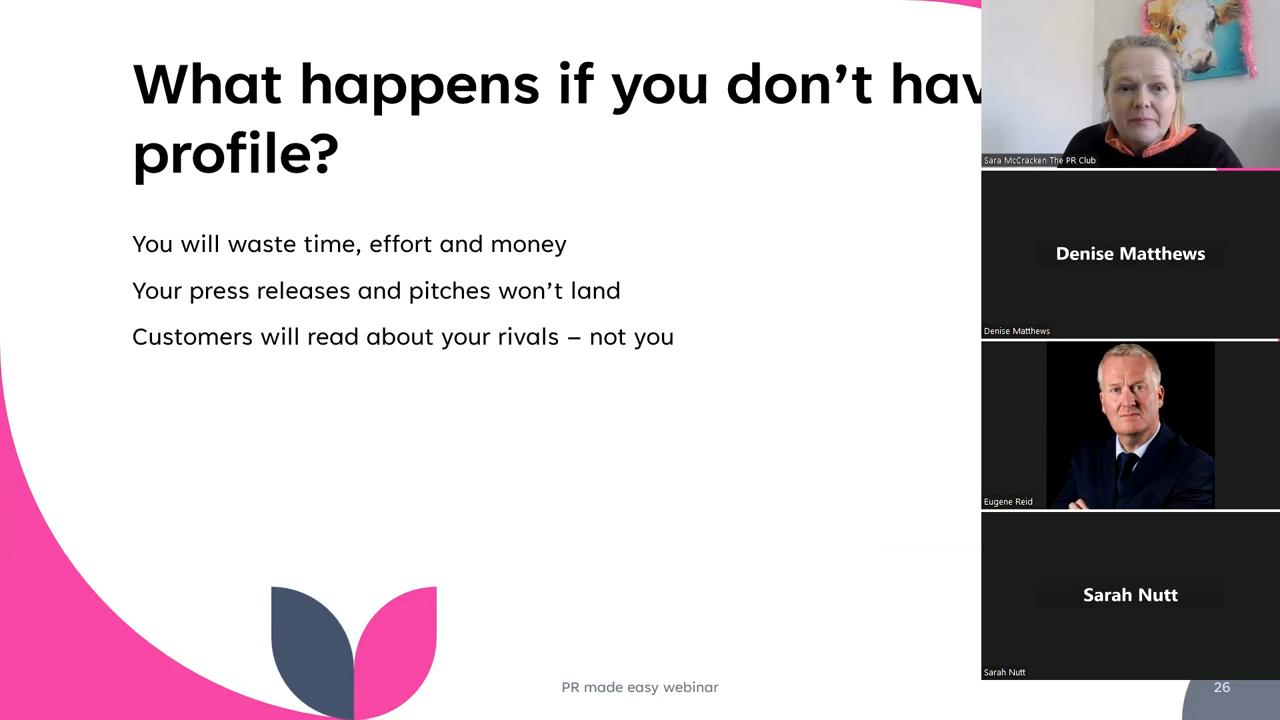 What happens if you don’t hav
profile?
You will waste time, effort and money
Your press releases and pitches won’t land
Customers will read about your rivals – not you
PR made easy webinar
26
Sara McCracken The PR Club
Denise Matthews
Denise Matthews
Eugene Reid
Sarah Nutt
Sarah Nutt